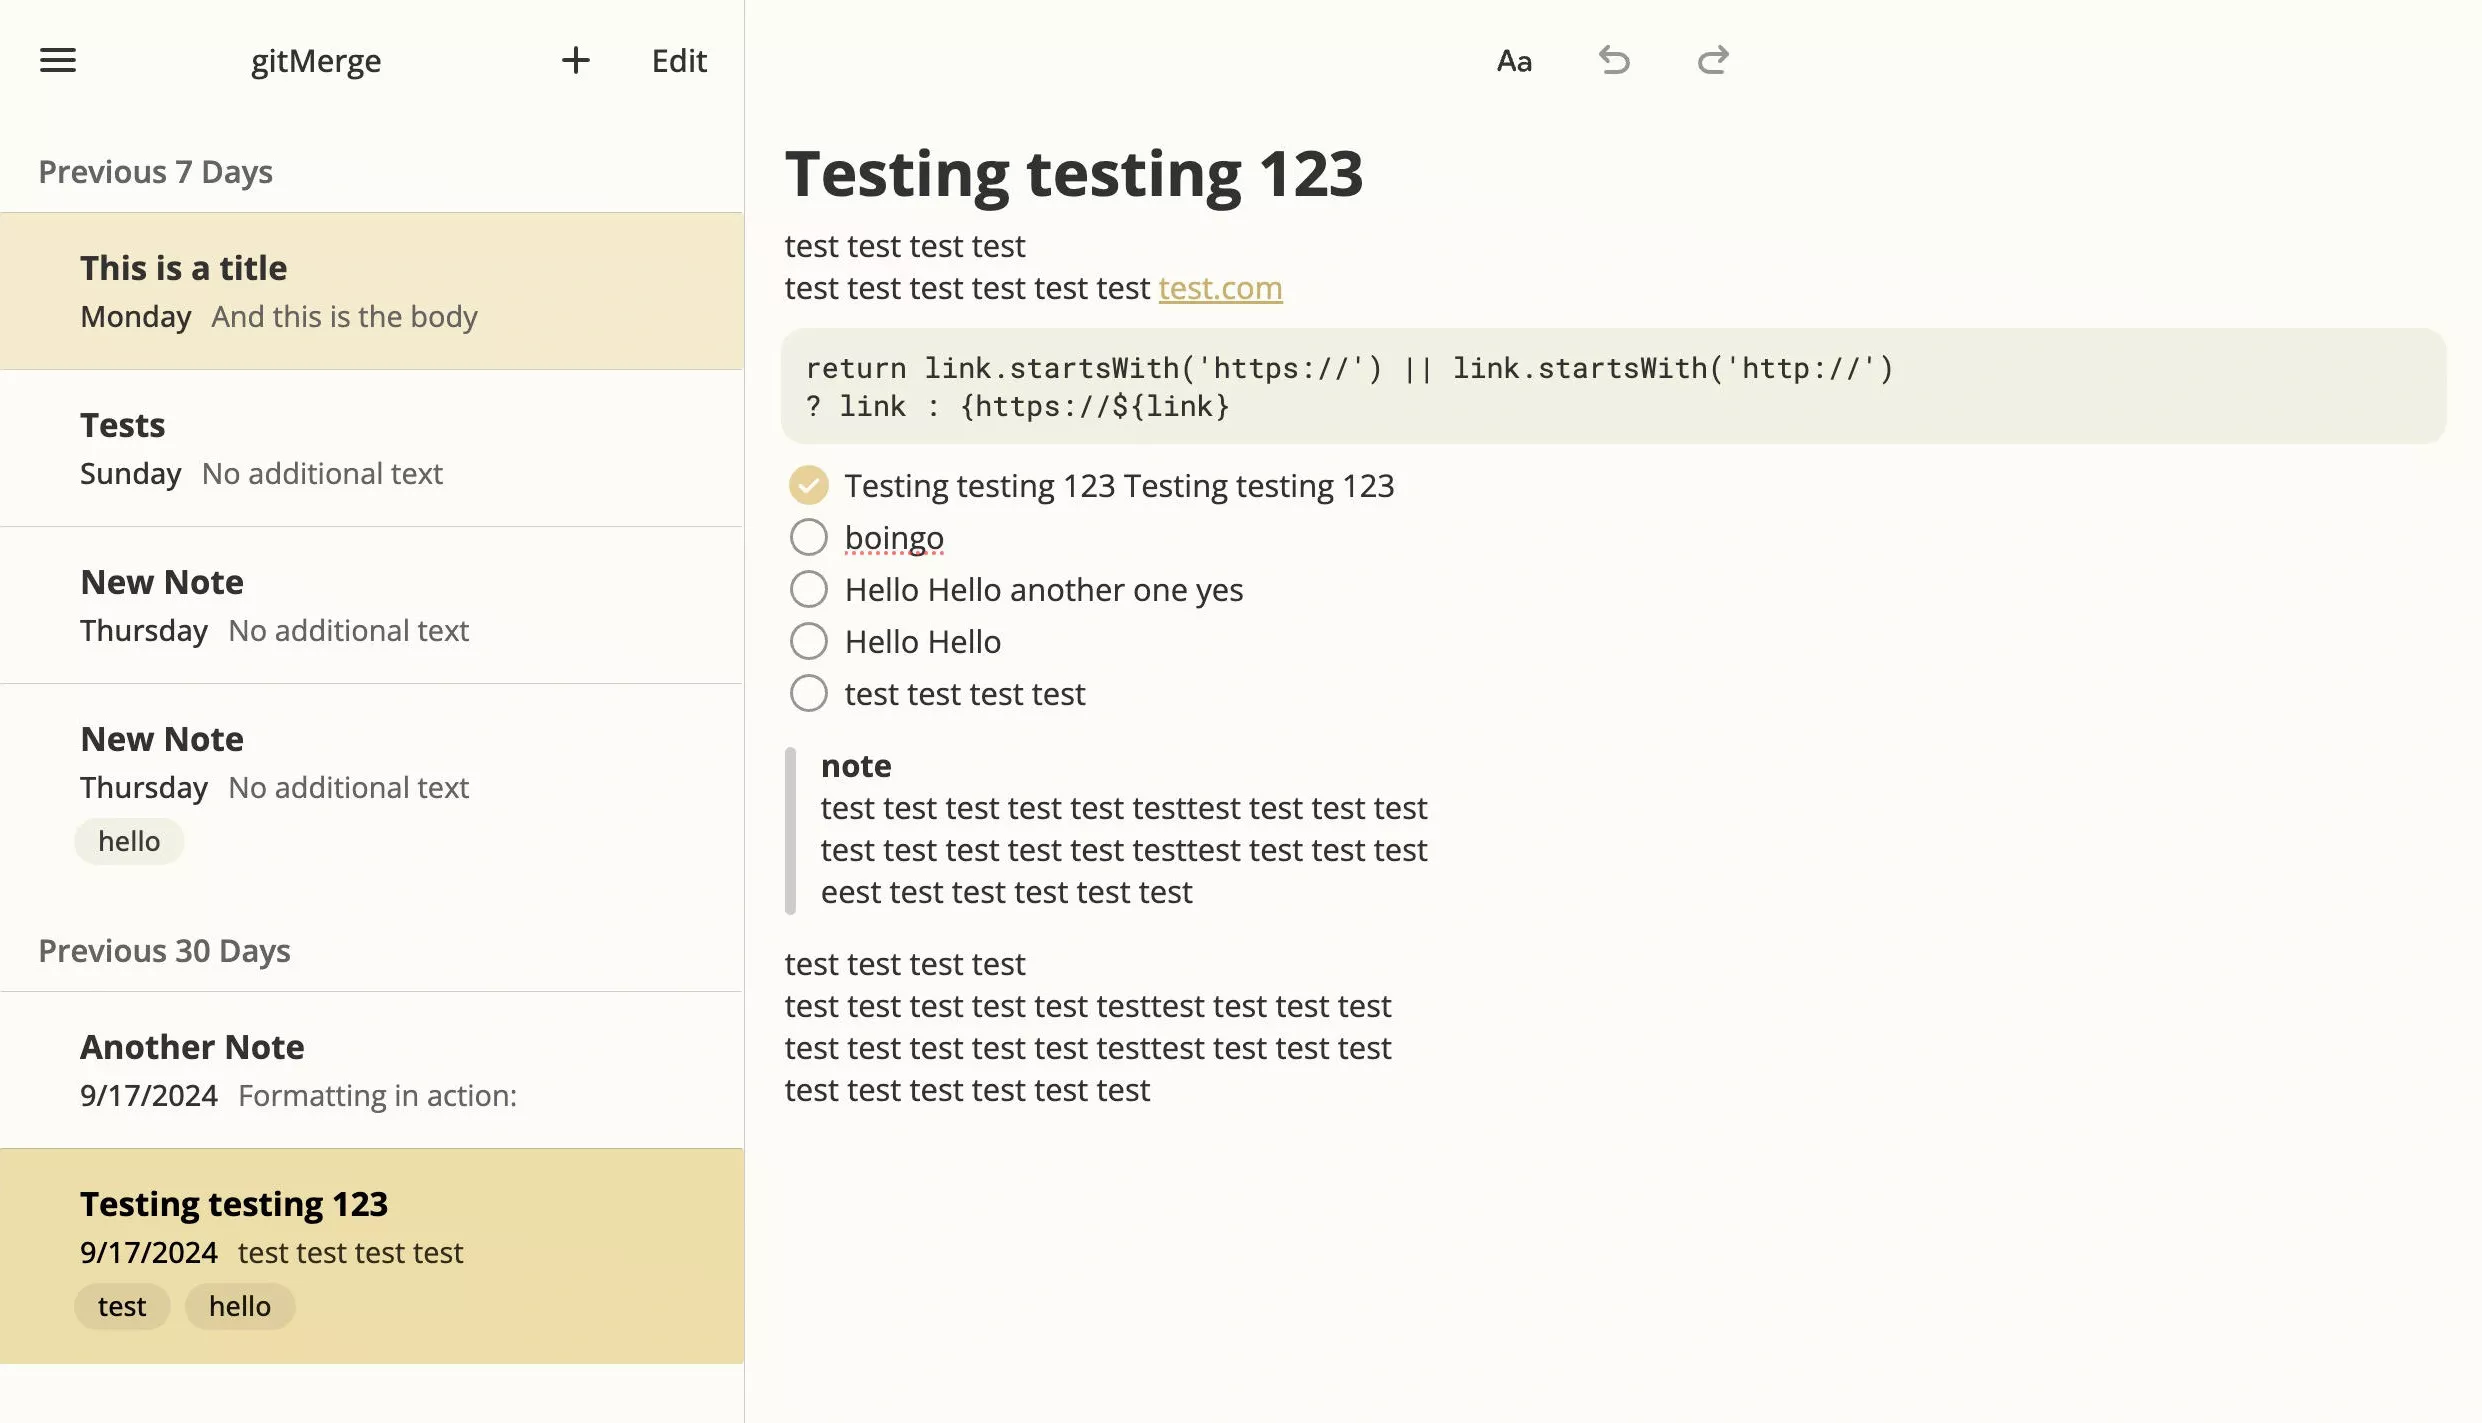 gitMerge
Edit
Previous 7 Days
This is a title
Monday And this is the body
Tests
Sunday No additional text
New Note
Thursday No additional text
New Note
Thursday No additional text
hello
Previous 30 Days
Another Note
9/17/2024 Formatting in action:
Testing testing 123
9/17/2024 test test test test
test hello
Aa
Testing testing 123
test test test test
test test test test test test test.com
return link.startsWith('https://') || link.startsWith('http://')
? link : {https://${link}
Testing testing 123 Testing testing 123
boingo
Hello Hello another one yes
Hello Hello
test test test test
note
test test test test test testtest test test test
test test test test test testtest test test test
eest test test test test test
test test test test
test test test test test testtest test test test
test test test test test testtest test test test
test test test test test test